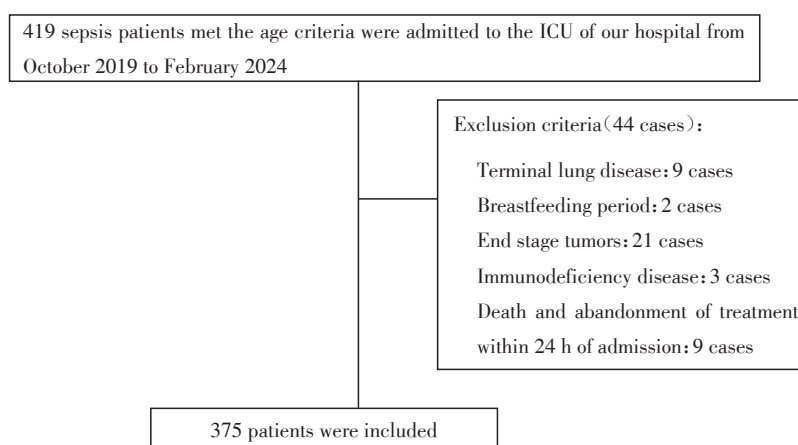 419 sepsis patients met the age criteria were admitted to the ICU of our hospital from
October 2019 to February 2024
Exclusion criteria(44 cases):
Terminal lung disease:9 cases
Breastfeeding period:2 cases
End stage tumors:21 cases
Immunodeficiency disease:3 cases
Death and abandonment of treatment
within 24 h of admission:9 cases
375 patients were included